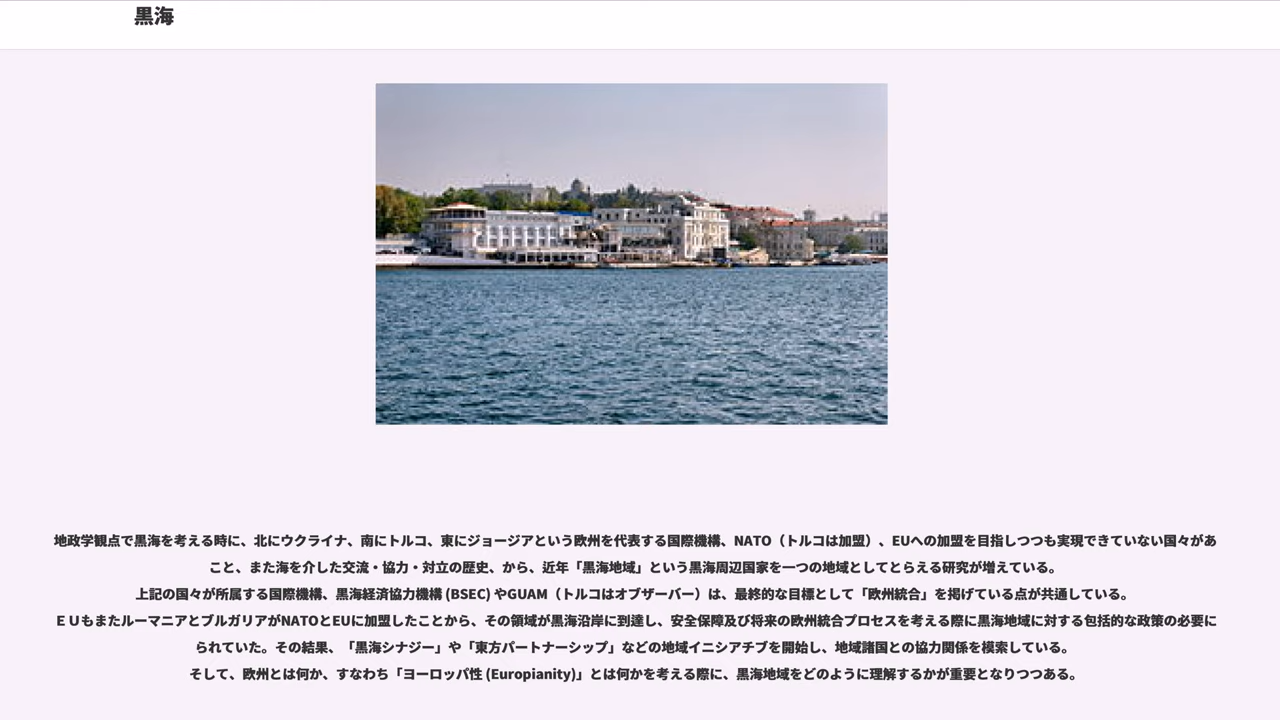 黒海
地政学観点で黒海を考える時に、北にウクライナ、南にトルコ、東にジョージアという欧州を代表する国際機構、NATO（トルコは加盟）、EUへの加盟を目指しつつも実現できていない国々があ
こと、また海を介した交流・協力・対立の歴史、から、近年「黒海地域」という黒海周辺国家を一つの地域としてとらえる研究が増えている。
上記の国々が所属する国際機構、黒海経済協力機構 (BSEC) やGUAM（トルコはオブザーバー）は、最終的な目標として「欧州統合」を掲げている点が共通している。
ＥＵもまたルーマニアとブルガリアがNATOとEUに加盟したことから、その領域が黒海沿岸に到達し、安全保障及び将来の欧州統合プロセスを考える際に黒海地域に対する包括的な政策の必要に
られていた。その結果、「黒海シナジー」や「東方パートナーシップ」などの地域イニシアチブを開始し、地域諸国との協力関係を模索している。
そして、欧州とは何か、すなわち「ヨーロッパ性 (Europianity)」とは何かを考える際に、黒海地域をどのように理解するかが重要となりつつある。